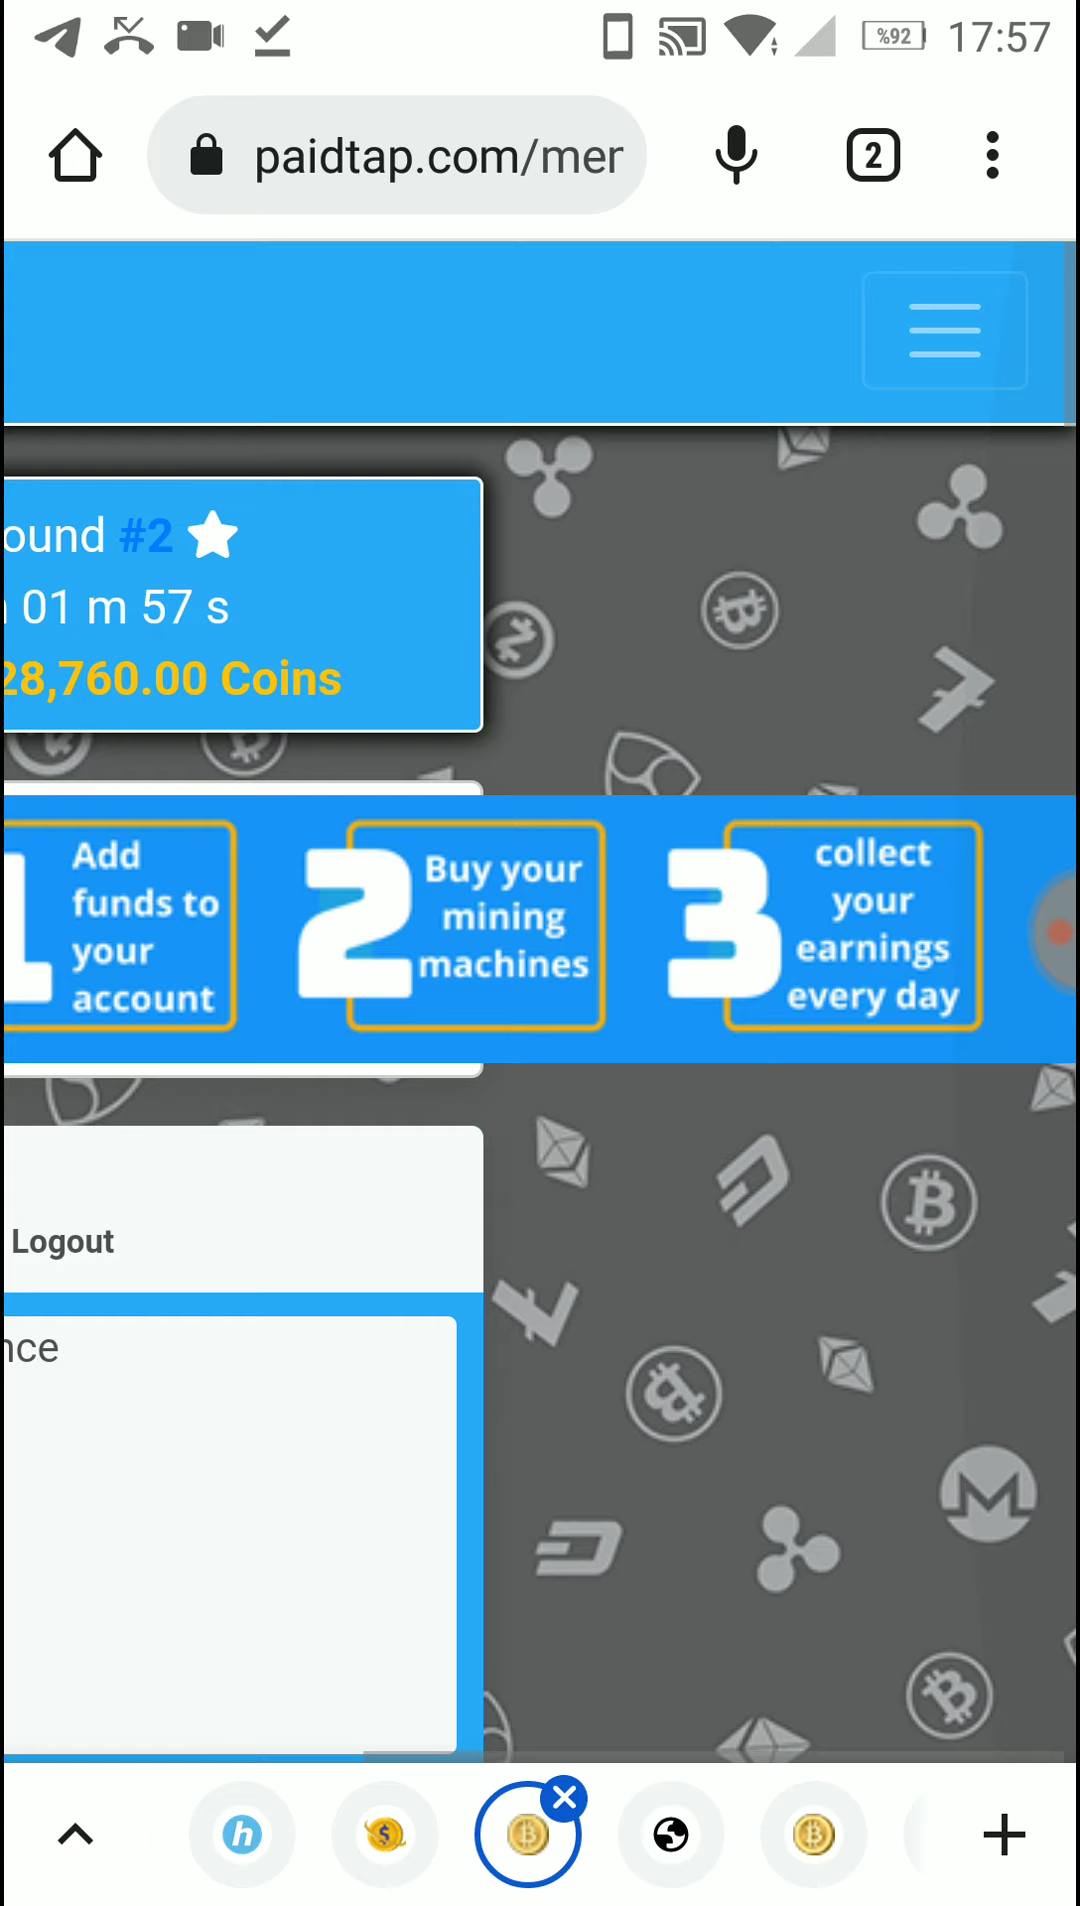 %92 17:57
paidtap.com/mer
2
ound #2
01 m 57 s
28,760.00 Coins
1 Add funds to your account
2 Buy your mining machines
3 collect your earnings every day
Logout
nce